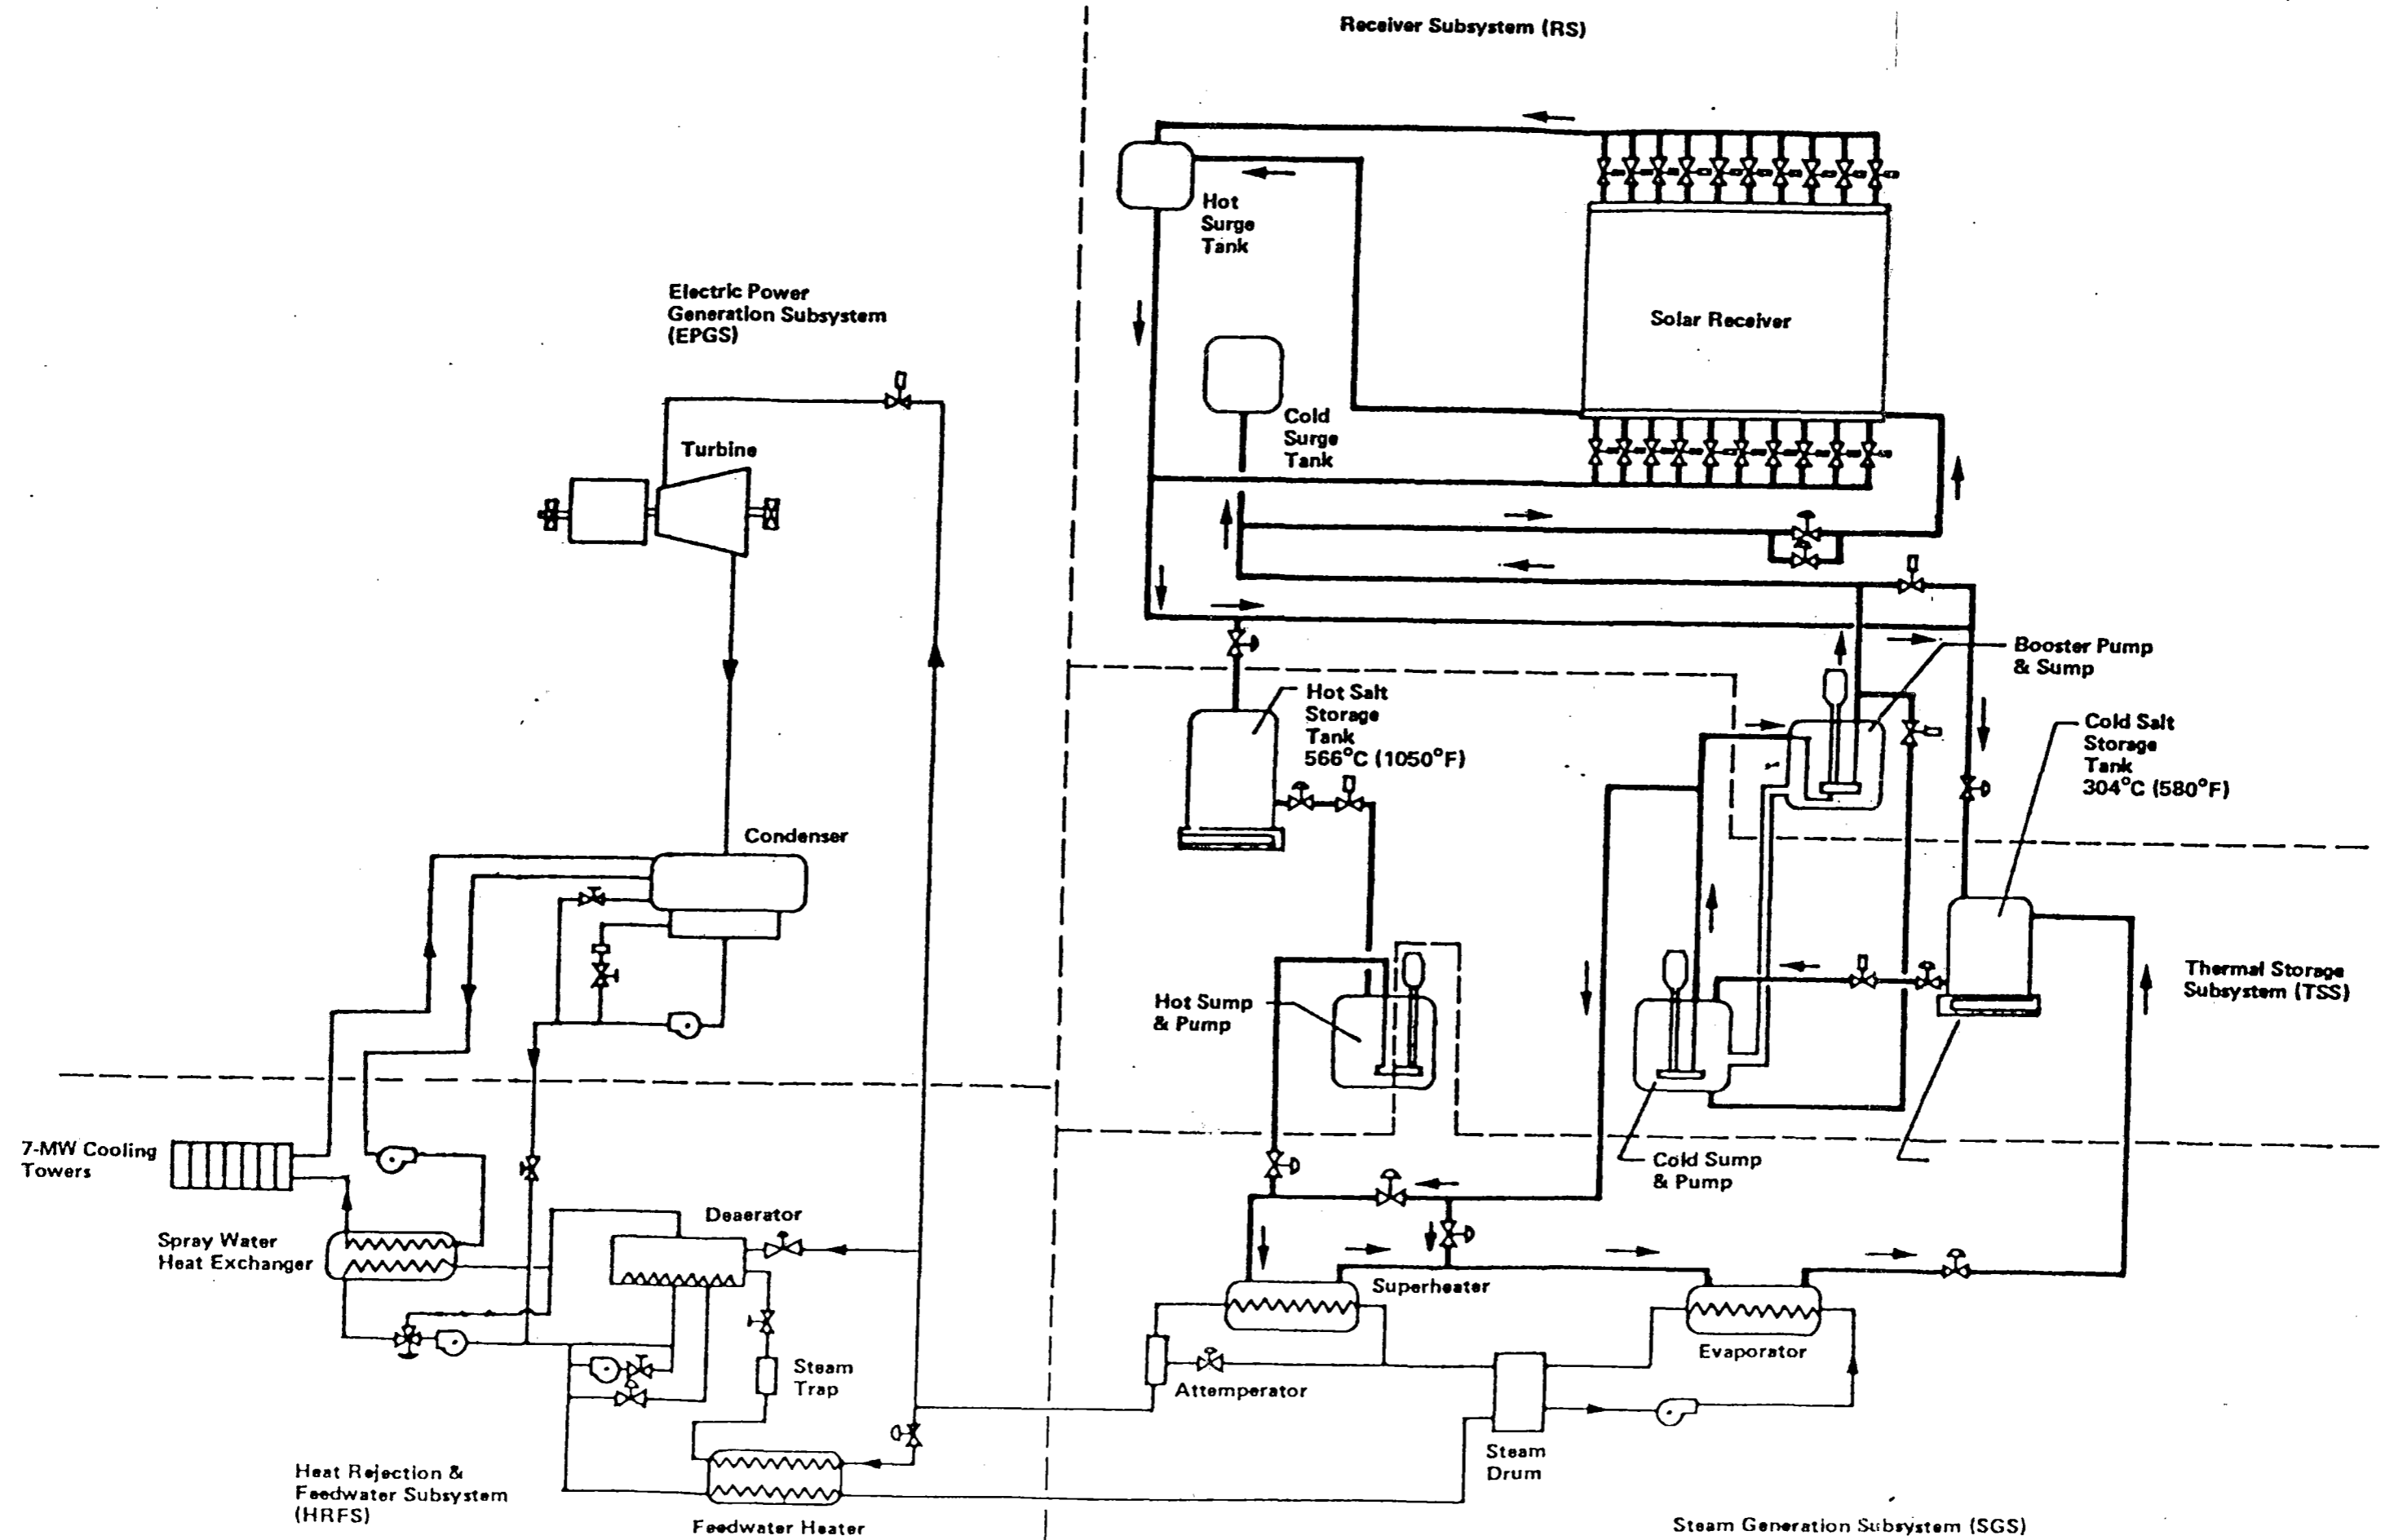 Receiver Subsystem (RS)
Hot
Surge
Tank
Solar Receiver
Electric Power
Generation Subsystem
(EPGS)
Cold
Surge
Tank
Turbine
Booster Pump
& Sump
Hot Salt
Storage
Tank
566°C (1050°F)
Cold Salt
Storage
Tank
304°C (580°F)
Condenser
Thermal Storage
Subsystem (TSS)
Hot Sump
& Pump
7-MW Cooling
Towers
Cold Sump
& Pump
Deaerator
Spray Water
Heat Exchanger
Superheater
Evaporator
Steam
Trap
Attemperator
Steam
Drum
Heat Rejection &
Feedwater Subsystem
(HRFS)
Feedwater Heater
Steam Generation Subsystem (SGS)